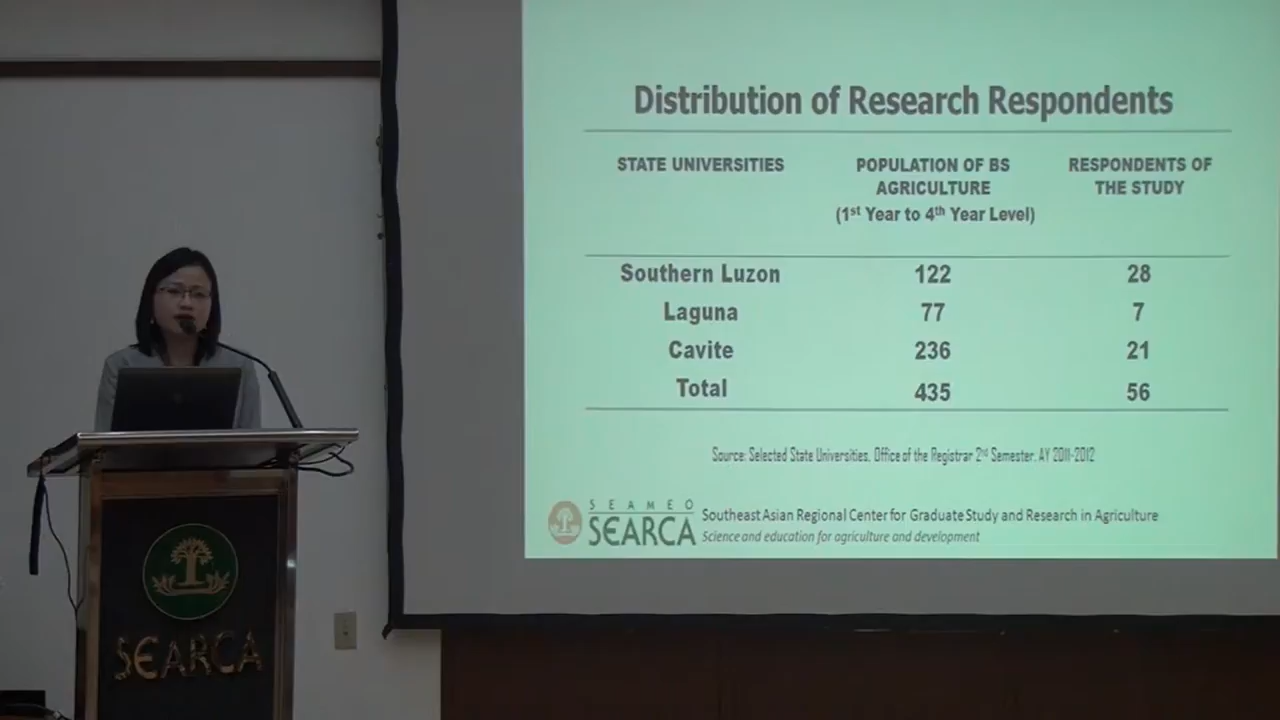 Distribution of Research Respondents
STATE UNIVERSITIES POPULATION OF BS RESPONDENTS OF
AGRICULTURE THE STUDY
(1st Year to 4th Year Level)
Southern Luzon 122 28
Laguna 77 7
Cavite 236 21
Total 435 56
Source: Selected State Universities, Office of the Registrar 2nd Semester, AY 2011-2012
SEAMEO
SEARCA Southeast Asian Regional Center for Graduate Study and Research in Agriculture
Science and education for agriculture and development
SEARCA